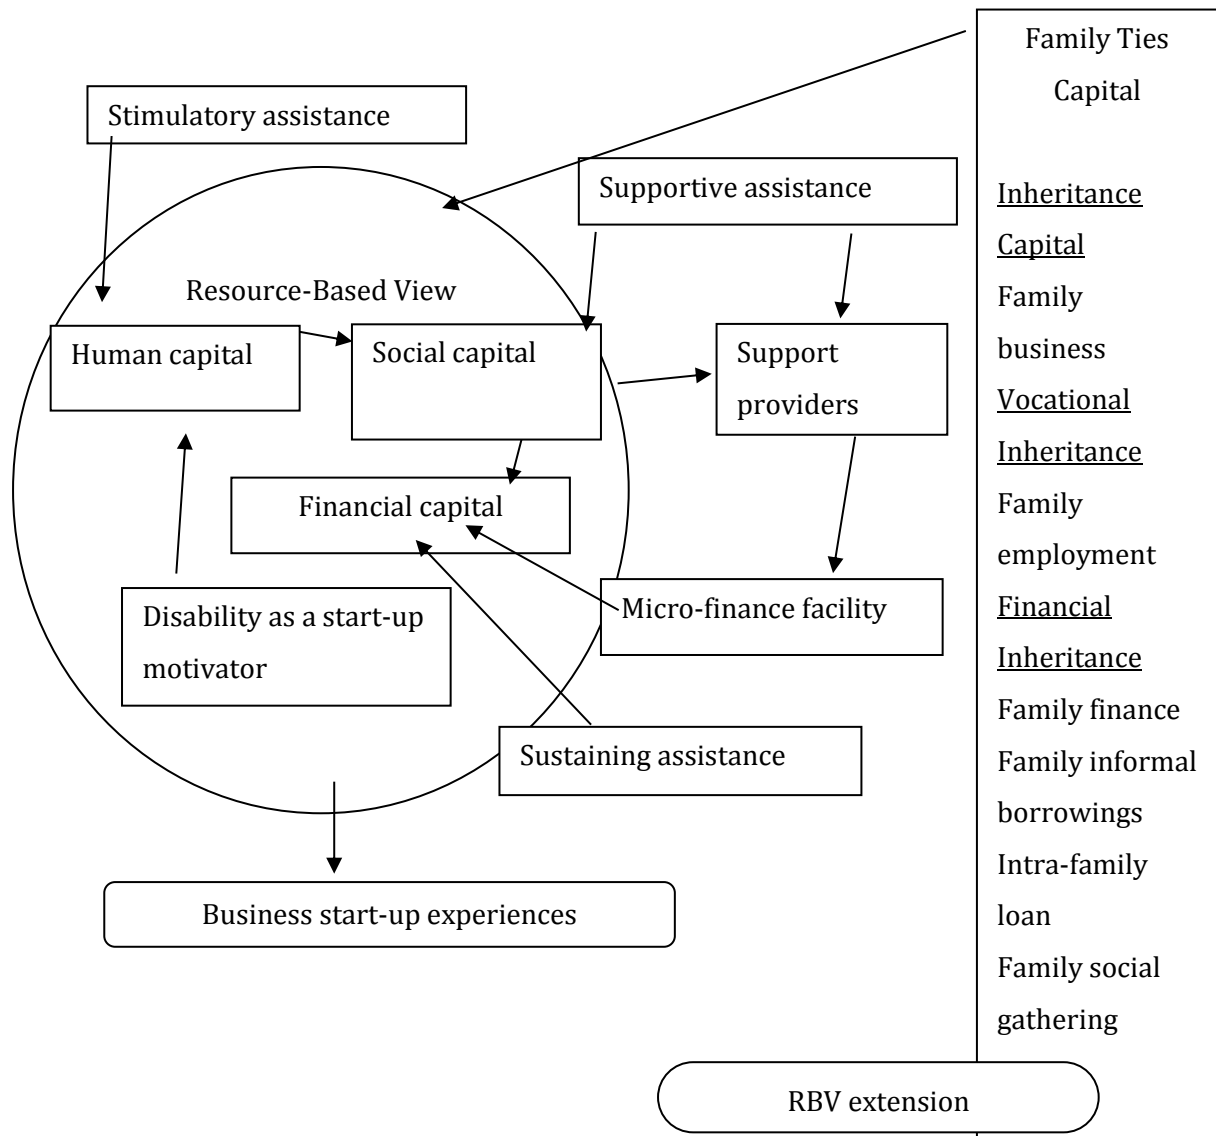 Family Ties
Capital
Stimulatory assistance
Supportive assistance
Inheritance
Capital
Family
business
Vocational
Inheritance
Family
employment
Financial
Inheritance
Family finance
Family informal
borrowings
Intra-family
loan
Family social
gathering
Resource-Based View
Human capital
Social capital
Support
providers
Financial capital
Disability as a start-up
motivator
Micro-finance facility
Sustaining assistance
Business start-up experiences
RBV extension